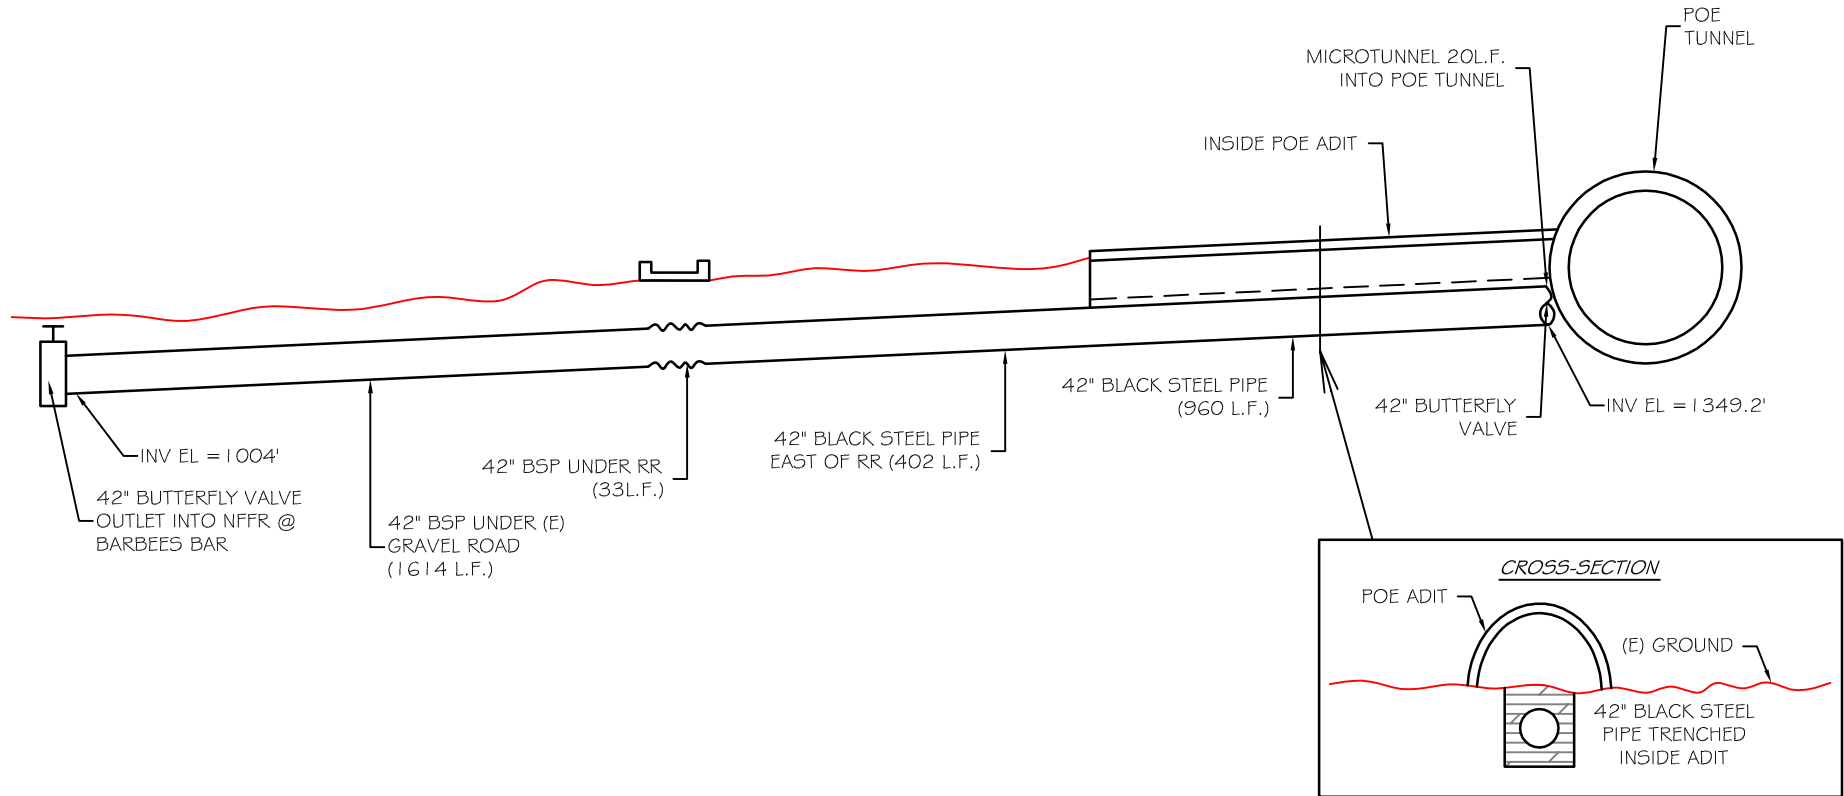 POE
TUNNEL
MICROTUNNEL 20L.F.
INTO POE TUNNEL
INSIDE POE ADIT
42" BLACK STEEL PIPE
(960 L.F.)
42" BUTTERFLY
VALVE
INV EL = 1349.2'
42" BLACK STEEL PIPE
EAST OF RR (402 L.F.)
42" BSP UNDER RR
(33L.F.)
INV EL = 1004'
42" BUTTERFLY VALVE
OUTLET INTO NFFR @
BARBEES BAR
42" BSP UNDER (E)
GRAVEL ROAD
(1614 L.F.)
CROSS-SECTION
POE ADIT
(E) GROUND
42" BLACK STEEL
PIPE TRENCHED
INSIDE ADIT